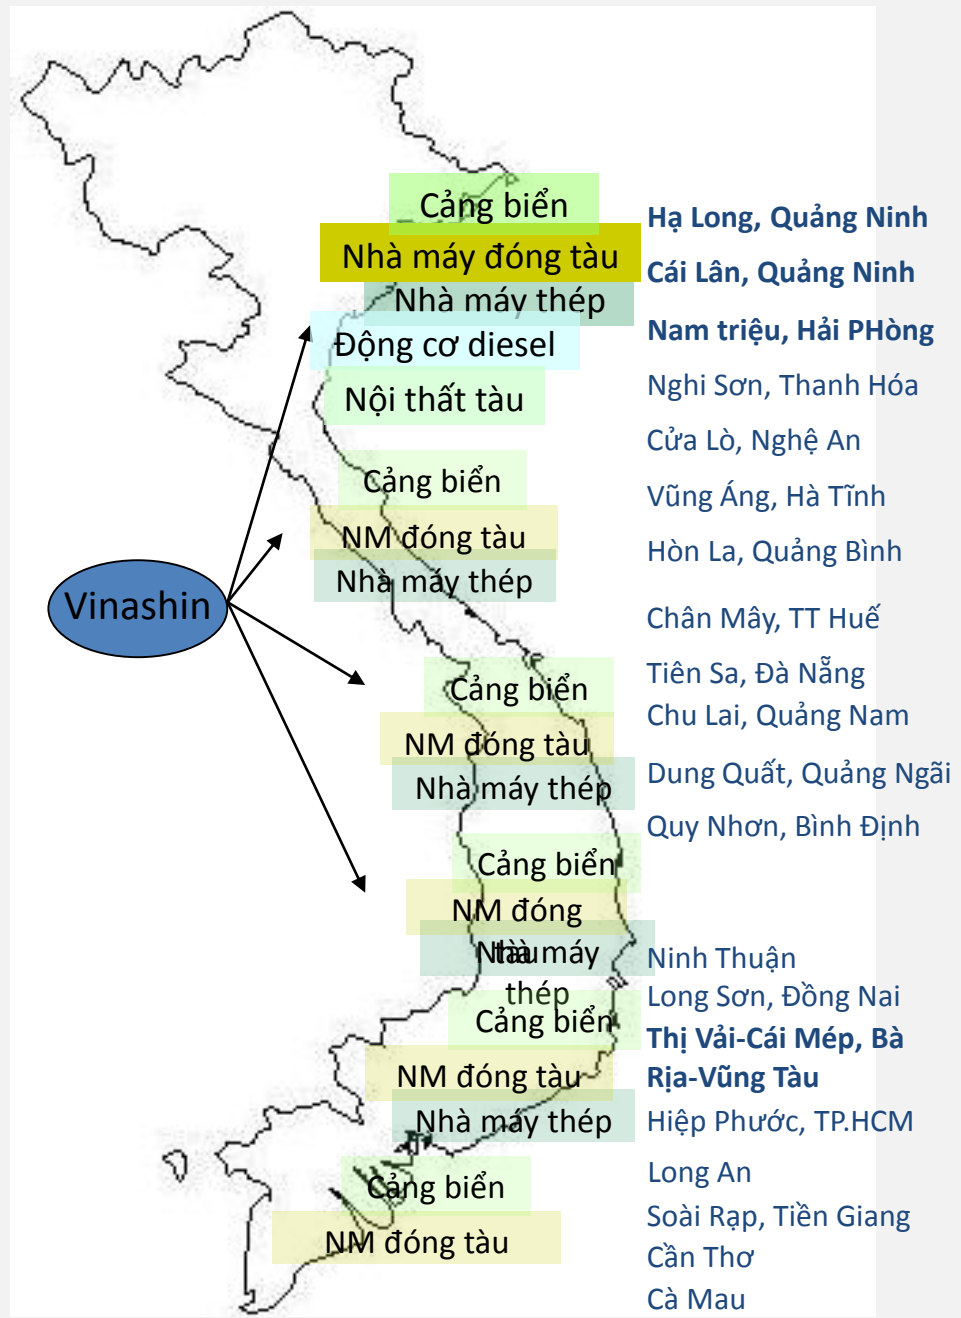 Cảng biển
Nhà máy đóng tàu
Nhà máy thép
Động cơ diesel
Nội thất tàu
Cảng biển
NM đóng tàu
Nhà máy thép
Vinashin
Cảng biển
NM đóng tàu
Nhà máy thép
Cảng biển
NM đóng
tàu
Nhà máy
thép
Cảng biển
NM đóng tàu
Nhà máy thép
Cảng biển
NM đóng tàu
Hạ Long, Quảng Ninh
Cái Lân, Quảng Ninh
Nam triệu, Hải PHòng
Nghi Sơn, Thanh Hóa
Cửa Lò, Nghệ An
Vũng Áng, Hà Tĩnh
Hòn La, Quảng Bình
Chân Mây, TT Huế
Tiên Sa, Đà Nẵng
Chu Lai, Quảng Nam
Dung Quất, Quảng Ngãi
Quy Nhơn, Bình Định
Ninh Thuận
Long Sơn, Đồng Nai
Thị Vải-Cái Mép, Bà
Rịa-Vũng Tàu
Hiệp Phước, TP.HCM
Long An
Soài Rạp, Tiền Giang
Cần Thơ
Cà Mau